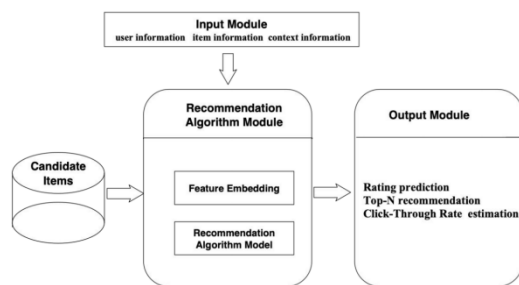 Input Module
user information item information context information
Recommendation
Algorithm Module
Output Module
Candidate
Items
Feature Embedding
Recommendation
Algorithm Model
Rating prediction
Top-N recommendation
Click-Through Rate estimation